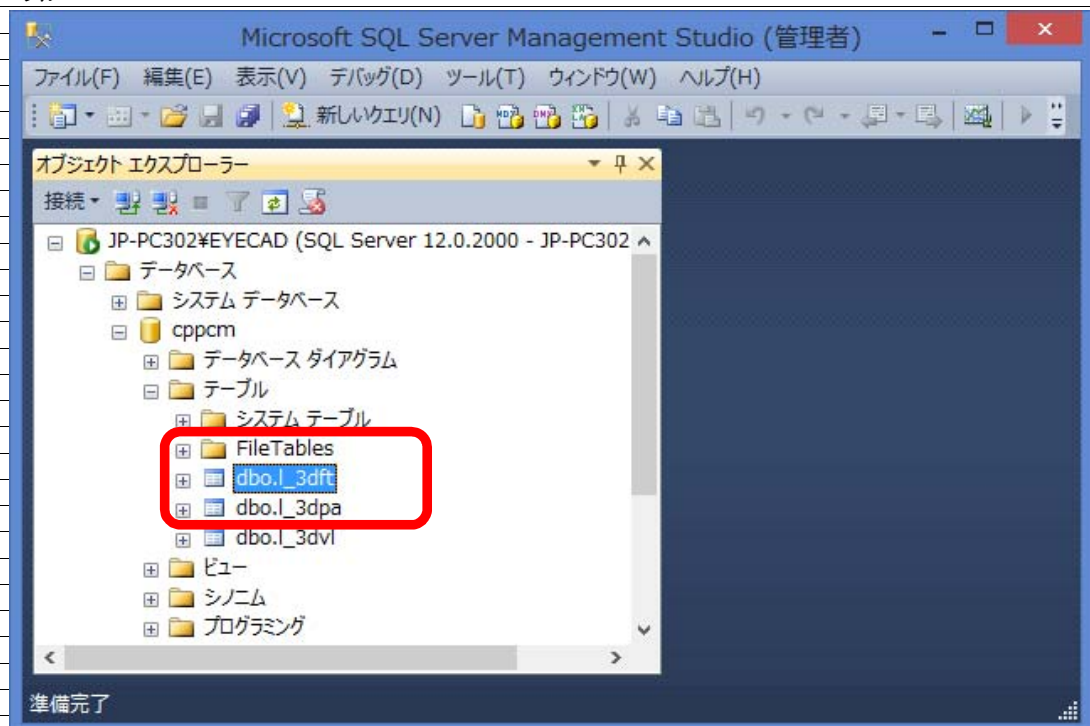 Microsoft SQL Server Management Studio (管理者)
ファイル(F) 編集(E) 表示(V) デバッグ(D) ツール(T) ウィンドウ(W) ヘルプ(H)
新しいクエリ(N)
オブジェクト エクスプローラー
接続
JP-PC302¥EYECAD (SQL Server 12.0.2000 - JP-PC302
データベース
システム データベース
cppcm
データベース ダイアグラム
テーブル
システム テーブル
FileTables
dbo.l_3dft
dbo.l_3dpa
dbo.l_3dvl
ビュー
シノニム
プログラミング
準備完了